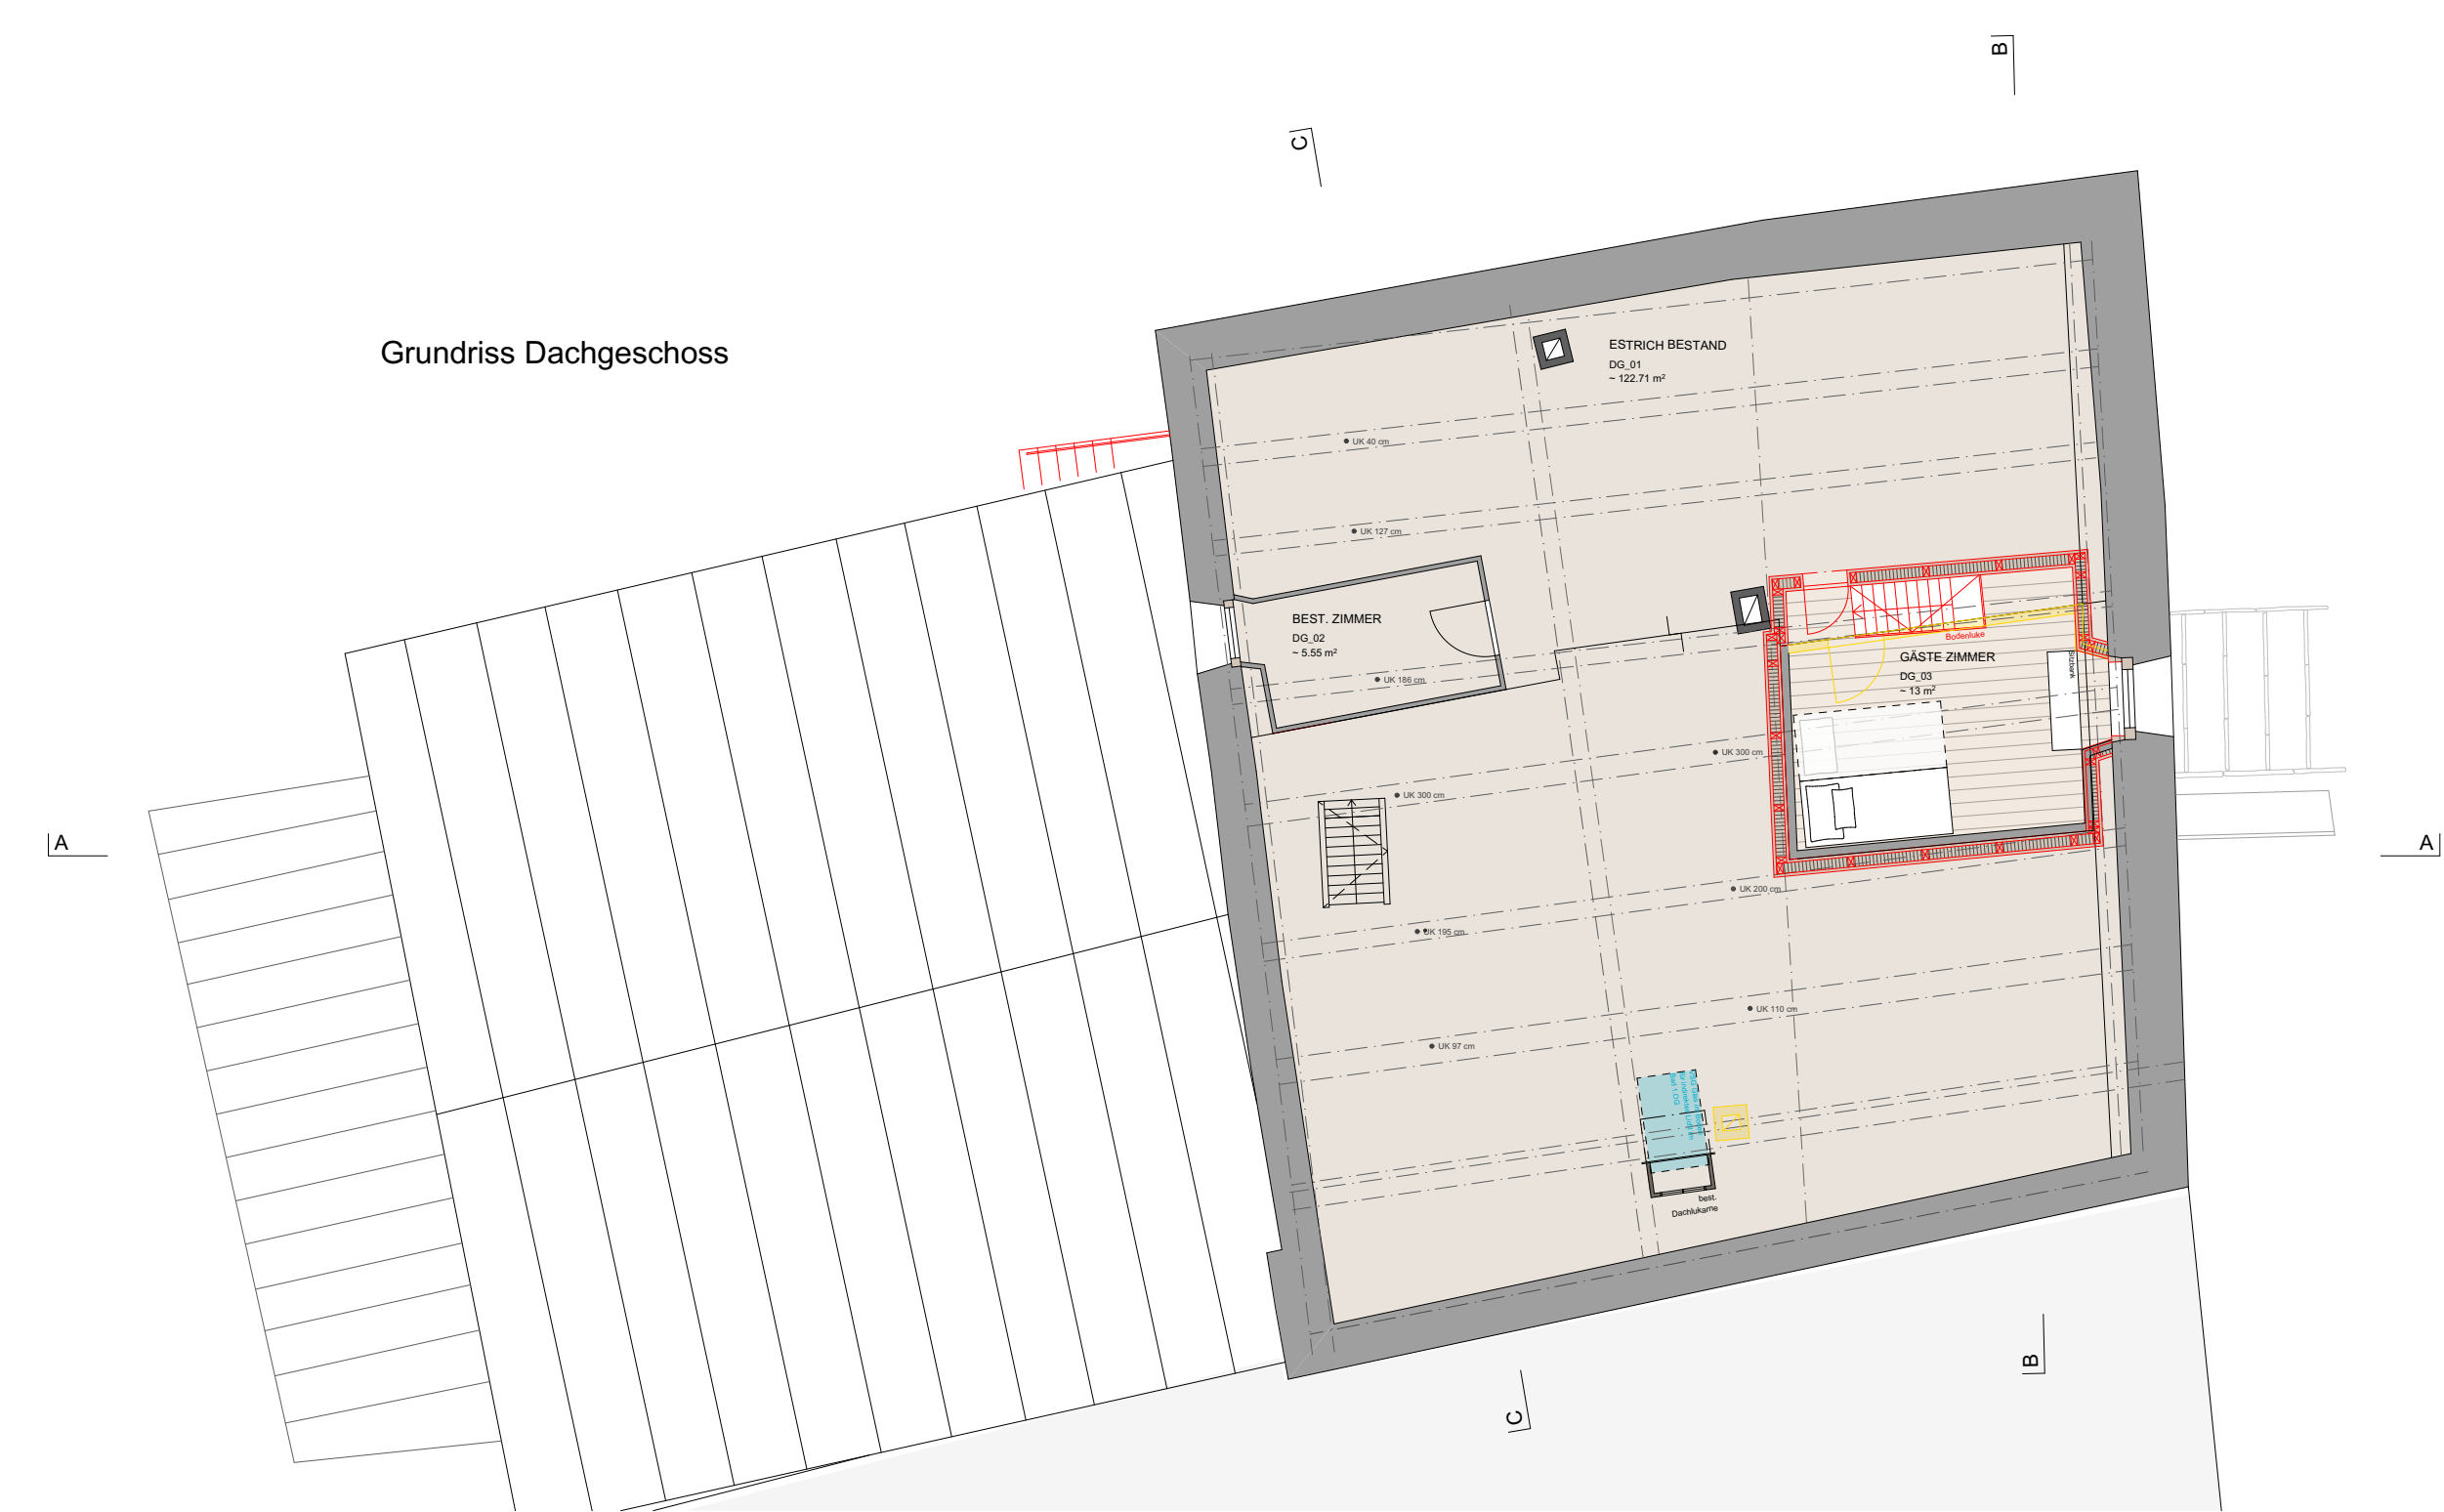 B
C
Grundriss Dachgeschoss
ESTRICH BESTAND
DG_01
~ 122.71 m²
UK 40 cm
UK 127 cm
BEST. ZIMMER
DG_02
~ 5.55 m²
UK 186 cm
Bodenluke
GÄSTE ZIMMER
DG_03
~ 13 m²
Sitzbank
UK 300 cm
UK 300 cm
A
A
UK 200 cm
UK 195 cm
UK 110 cm
UK 97 cm
best.
Dachlukarne
B
C